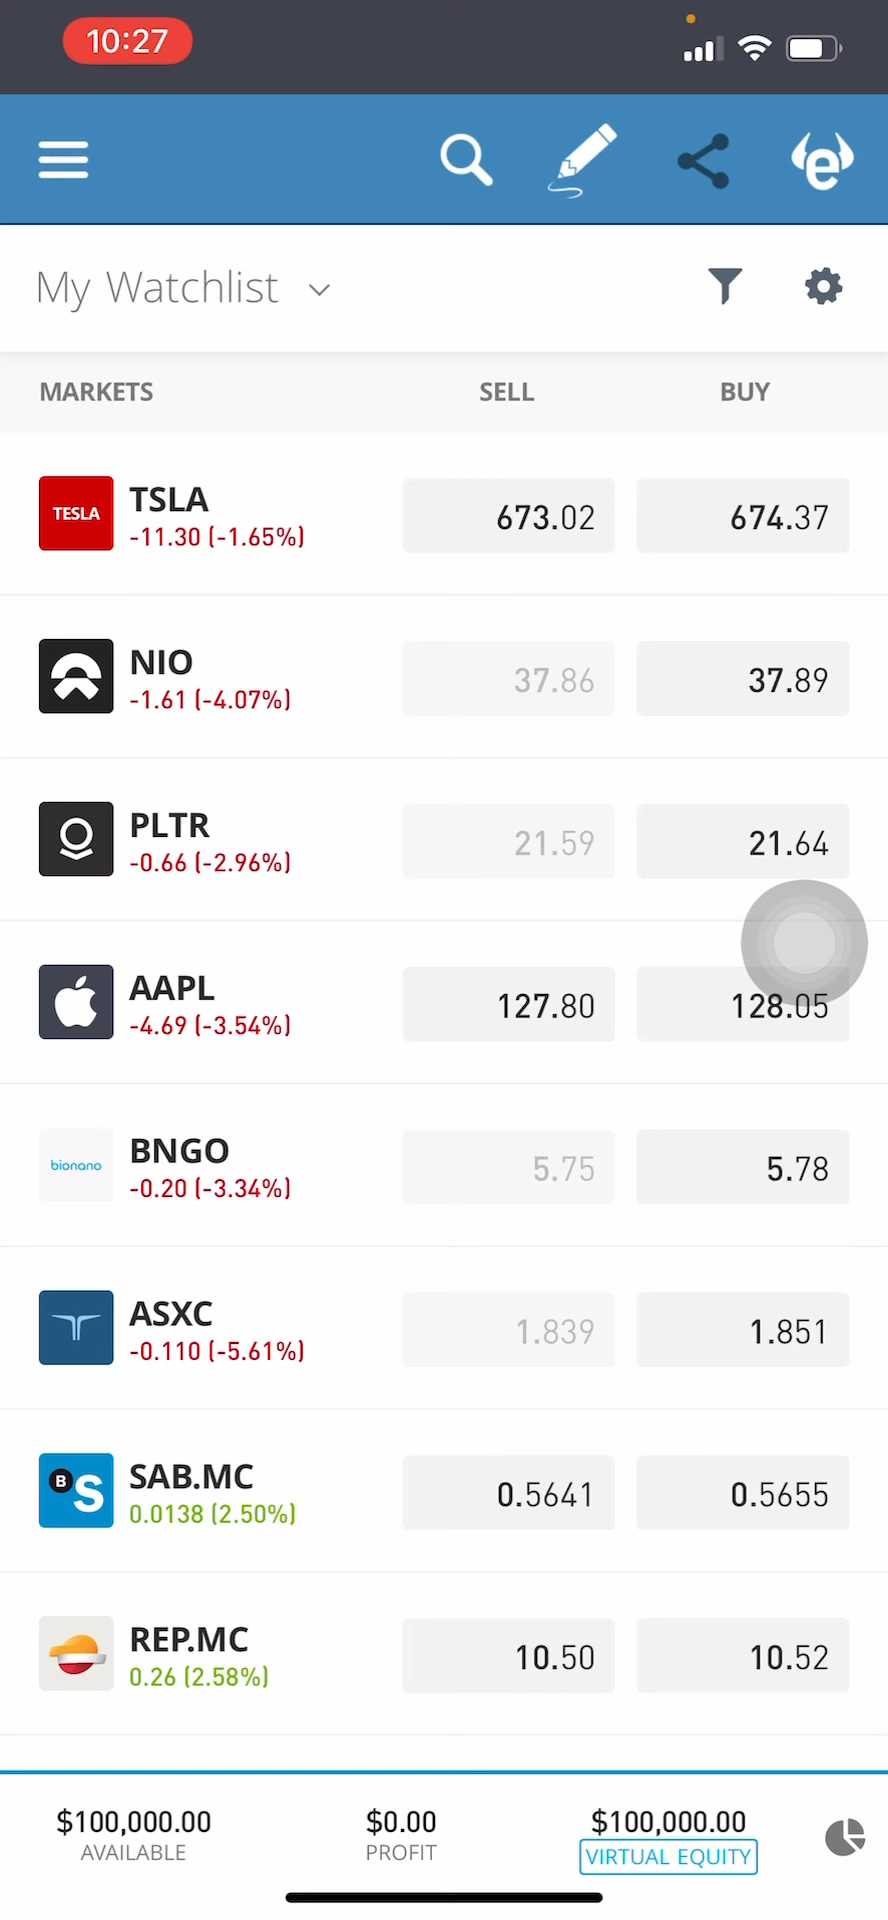 10:27
My Watchlist
MARKETS SELL BUY
TESLA TSLA 673.02 674.37
-11.30 (-1.65%)
NIO 37.86 37.89
-1.61 (-4.07%)
PLTR 21.59 21.64
-0.66 (-2.96%)
AAPL 127.80 128.05
-4.69 (-3.54%)
bionano BNGO 5.75 5.78
-0.20 (-3.34%)
ASXC 1.839 1.851
-0.110 (-5.61%)
B S SAB.MC 0.5641 0.5655
0.0138 (2.50%)
REP.MC 10.50 10.52
0.26 (2.58%)
$100,000.00 $0.00 $100,000.00
AVAILABLE PROFIT VIRTUAL EQUITY